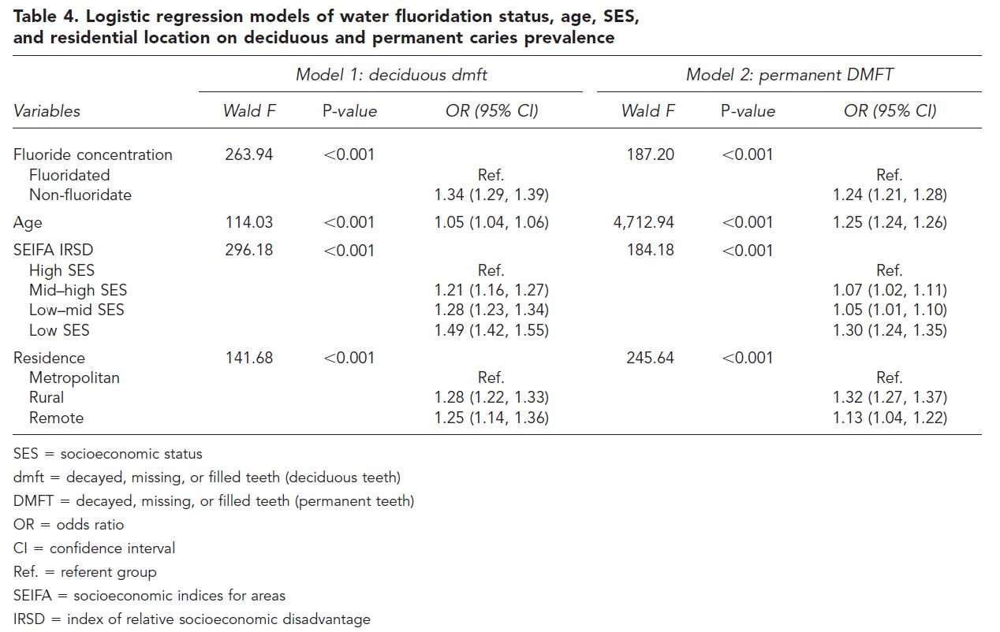 Table 4. Logistic regression models of water fluoridation status, age, SES,
and residential location on deciduous and permanent caries prevalence
Model 1: deciduous dmft Model 2: permanent DMFT
Variables Wald F P-value OR (95% CI) Wald F P-value OR (95% CI)
Fluoride concentration 263.94 <0.001 187.20 <0.001
Fluoridated Ref. Ref.
Non-fluoridate 1.34 (1.29, 1.39) 1.24 (1.21, 1.28)
Age 114.03 <0.001 1.05 (1.04, 1.06) 4,712.94 <0.001 1.25 (1.24, 1.26)
SEIFA IRSD 296.18 <0.001 184.18 <0.001
High SES Ref. Ref.
Mid–high SES 1.21 (1.16, 1.27) 1.07 (1.02, 1.11)
Low–mid SES 1.28 (1.23, 1.34) 1.05 (1.01, 1.10)
Low SES 1.49 (1.42, 1.55) 1.30 (1.24, 1.35)
Residence 141.68 <0.001 245.64 <0.001
Metropolitan Ref. Ref.
Rural 1.28 (1.22, 1.33) 1.32 (1.27, 1.37)
Remote 1.25 (1.14, 1.36) 1.13 (1.04, 1.22)
SES = socioeconomic status
dmft = decayed, missing, or filled teeth (deciduous teeth)
DMFT = decayed, missing, or filled teeth (permanent teeth)
OR = odds ratio
CI = confidence interval
Ref. = referent group
SEIFA = socioeconomic indices for areas
IRSD = index of relative socioeconomic disadvantage